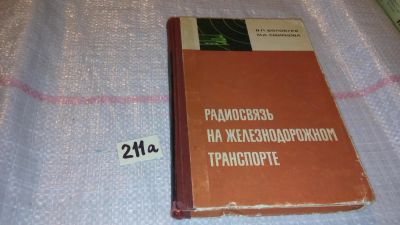 РАДИОСВЯЗЬ
НА ЖЕЛЕЗНОДОРОЖНОМ
ТРАНСПОРТЕ
211а